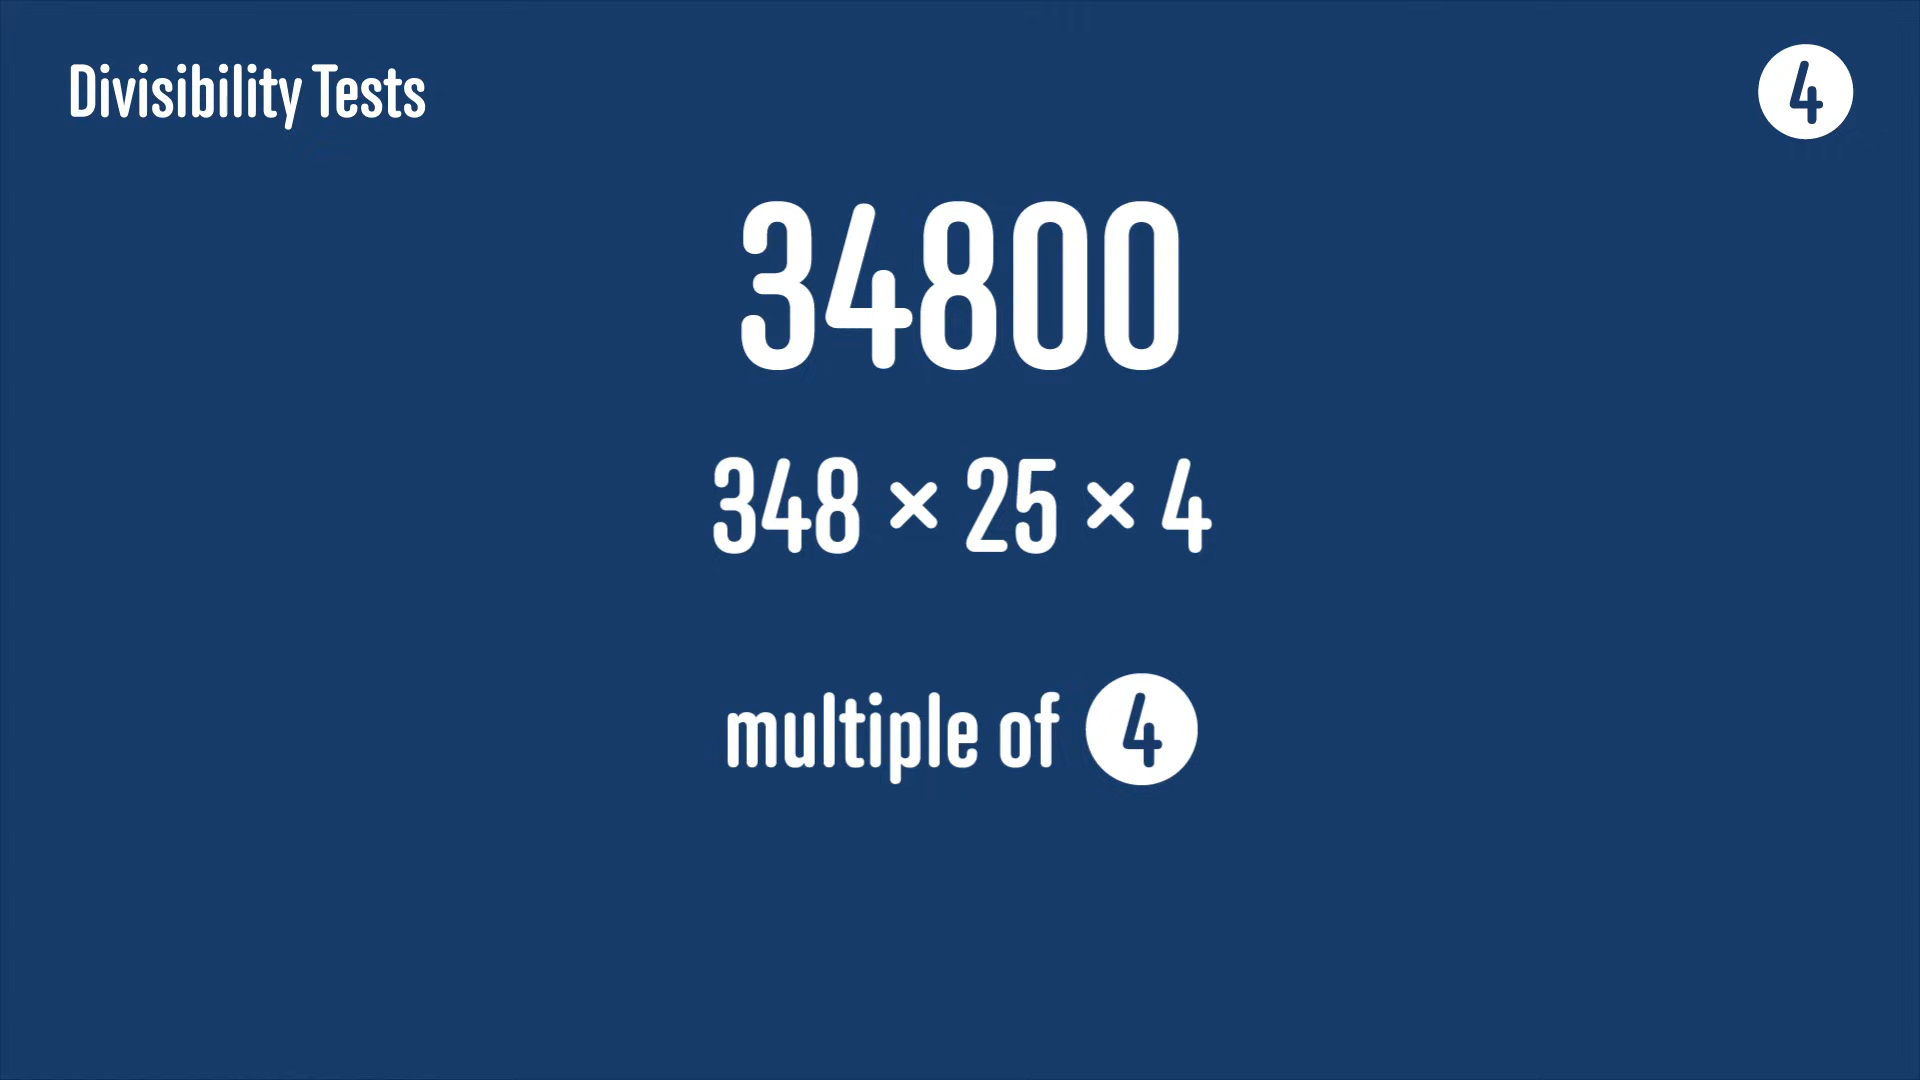 Divisibility Tests
4
34800
348 × 25 × 4
multiple of 4